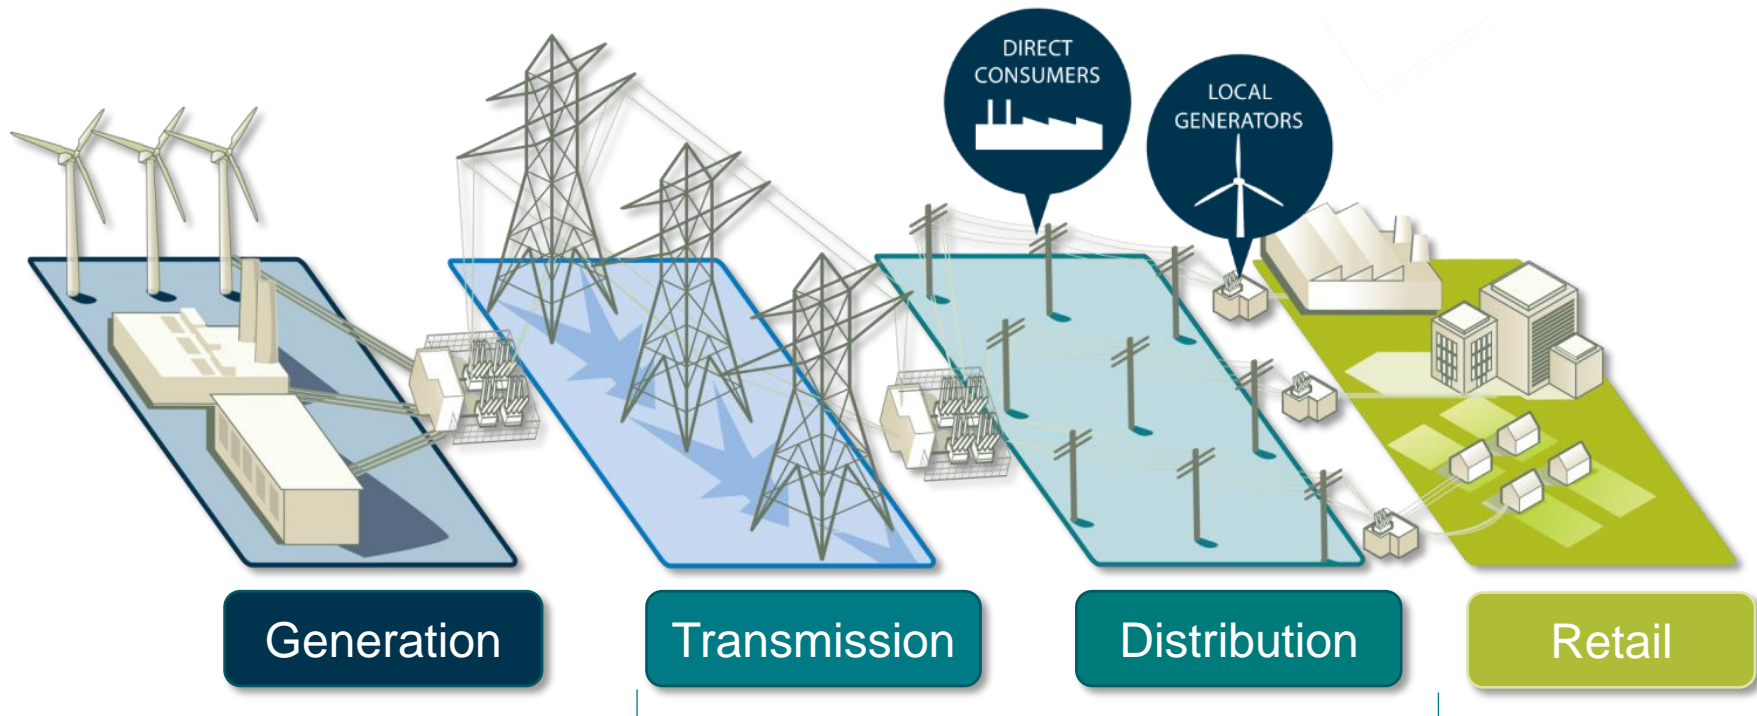 DIRECT
CONSUMERS
LOCAL
GENERATORS
Generation
Transmission
Distribution
Retail